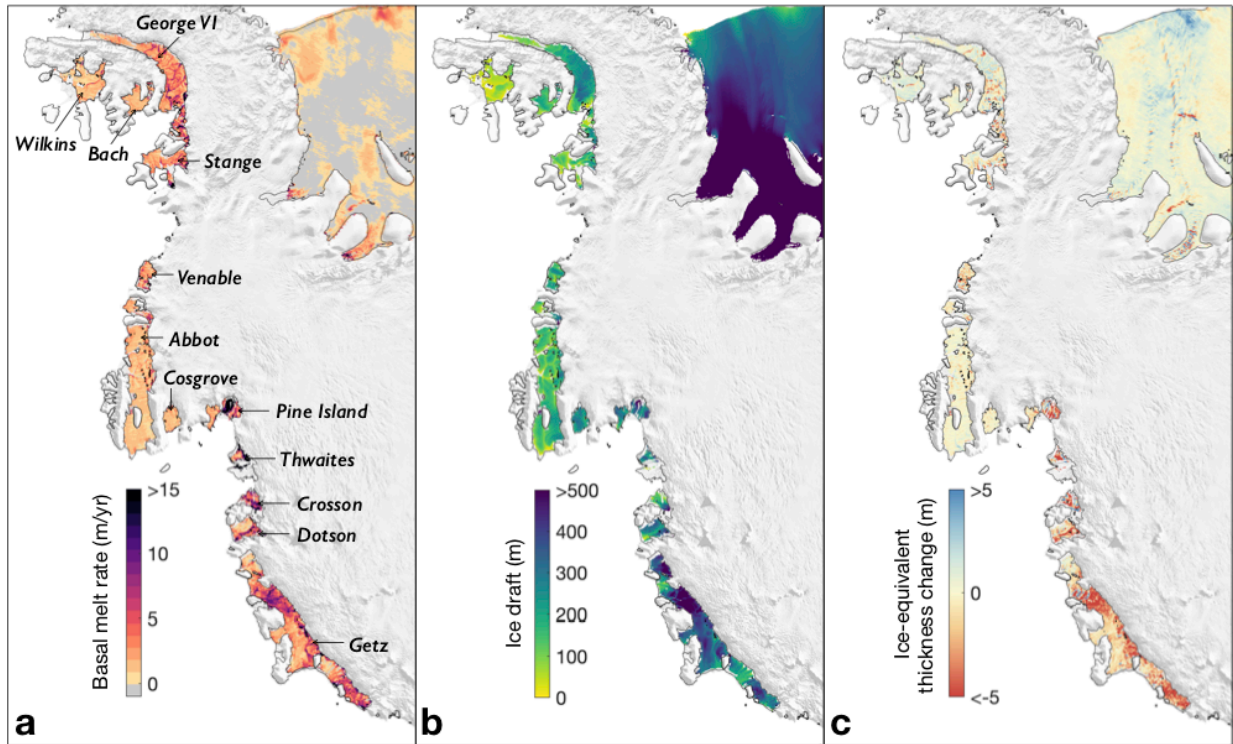 George VI
Wilkins
Bach
Stange
Venable
Abbot
Cosgrove
Pine Island
Thwaites
Crosson
Dotson
Getz
Basal melt rate (m/yr)
>15
10
5
0
a
Ice draft (m)
>500
400
300
200
100
0
b
Ice-equivalent
thickness change (m)
>5
0
<-5
c